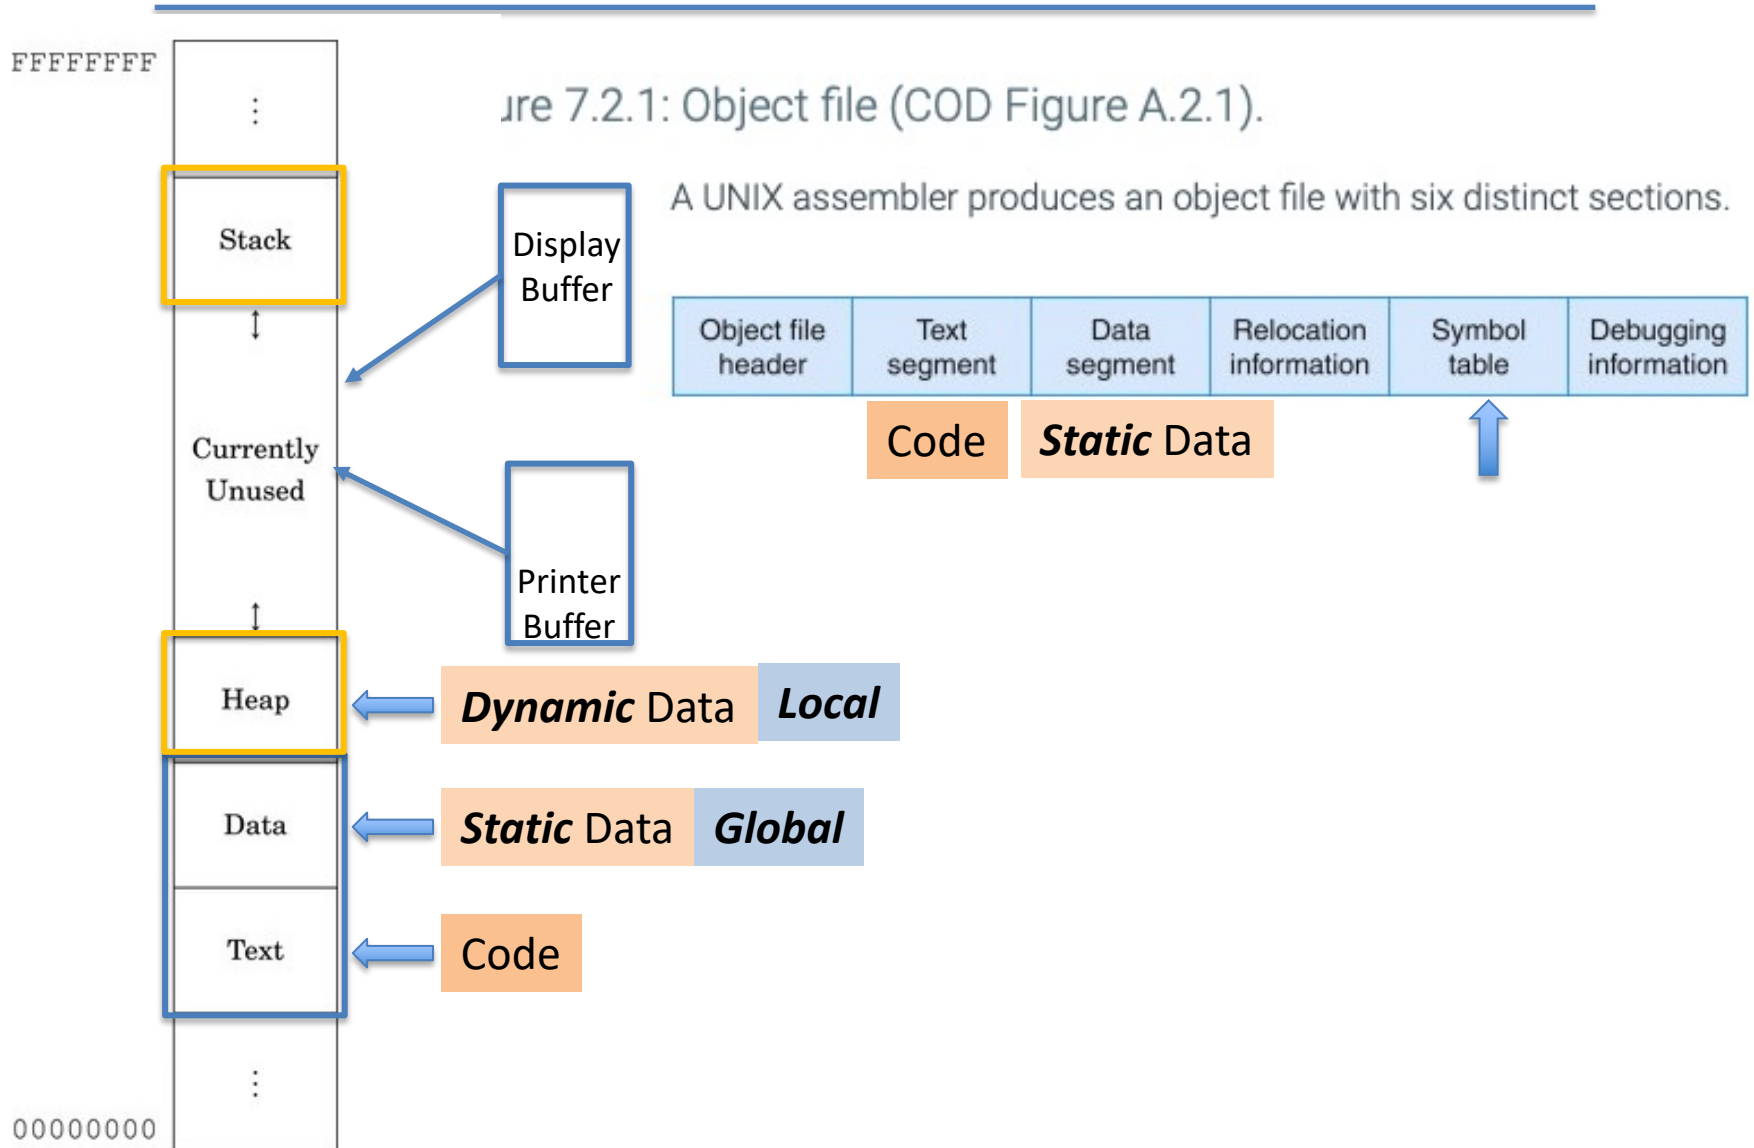 FFFFFFFF
ure 7.2.1: Object file (COD Figure A.2.1).
A UNIX assembler produces an object file with six distinct sections.
Stack
Display
Buffer
Object file
header
Text
segment
Data
segment
Relocation
information
Symbol
table
Debugging
information
Code
Static Data
Currently
Unused
Printer
Buffer
Heap
Dynamic Data
Local
Data
Static Data
Global
Text
Code
00000000